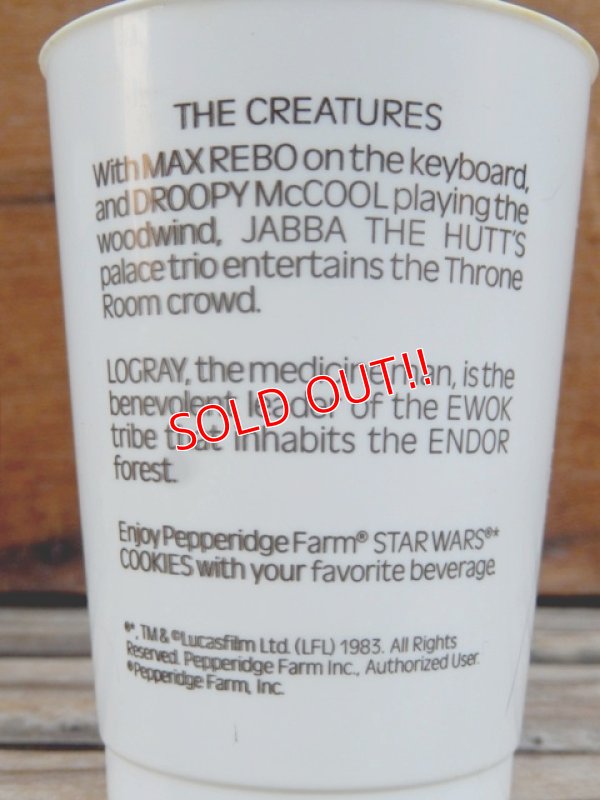 THE CREATURES
With MAX REBO on the keyboard,
and DROOPY McCOOL playing the
woodwind, JABBA THE HUTT'S
palace trio entertains the Throne
Room crowd.
LOGRAY, the medicine man, is the
benevolent leader of the EWOK
tribe that inhabits the ENDOR
forest.
SOLD OUT!!
Enjoy Pepperidge Farm® STAR WARS®*
COOKIES with your favorite beverage
®*, TM & ©Lucasfilm Ltd. (LFL) 1983. All Rights
Reserved. Pepperidge Farm Inc., Authorized User.
®Pepperidge Farm, Inc.